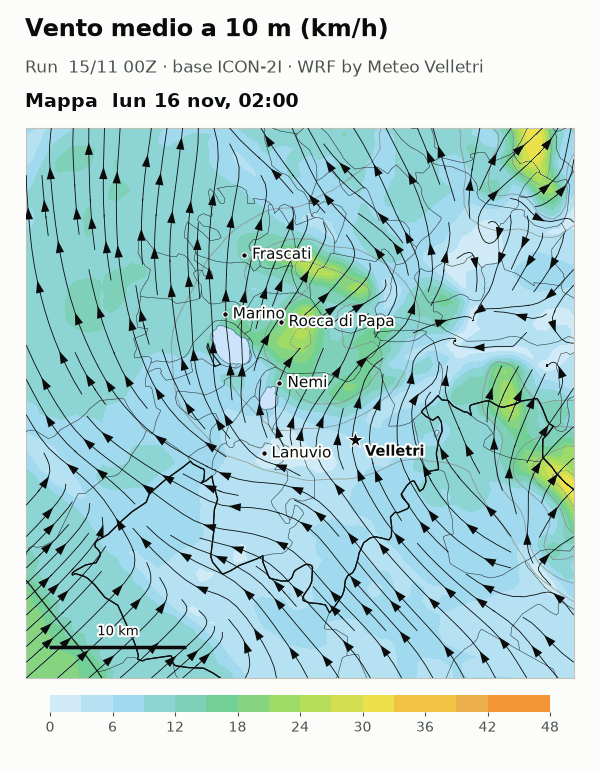 Vento medio a 10 m (km/h)
Run  15/11 00Z · base ICON-2I · WRF by Meteo Velletri
Mappa  lun 16 nov, 02:00
Frascati
Marino
Rocca di Papa
Nemi
Velletri
Lanuvio
10 km
0 6 12 18 24 30 36 42 48